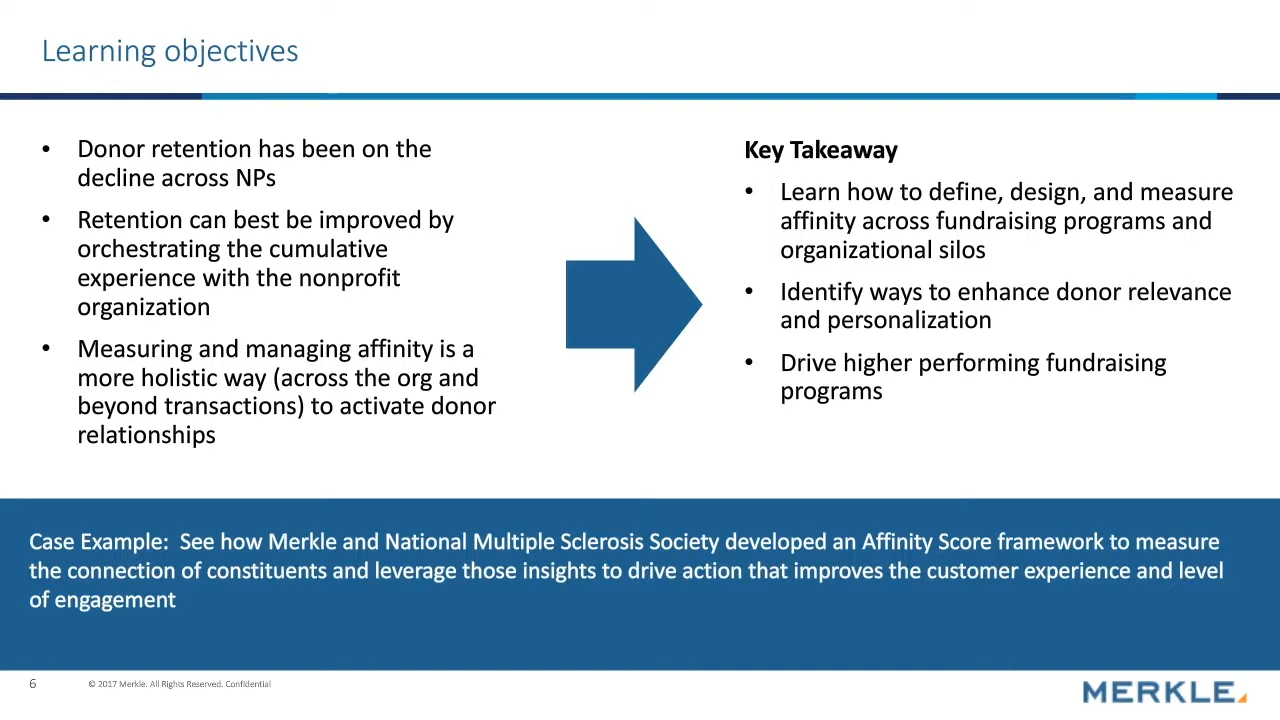 Learning objectives
• Donor retention has been on the
decline across NPs
• Retention can best be improved by
orchestrating the cumulative
experience with the nonprofit
organization
• Measuring and managing affinity is a
more holistic way (across the org and
beyond transactions) to activate donor
relationships
Key Takeaway
• Learn how to define, design, and measure
affinity across fundraising programs and
organizational silos
• Identify ways to enhance donor relevance
and personalization
• Drive higher performing fundraising
programs
Case Example:  See how Merkle and National Multiple Sclerosis Society developed an Affinity Score framework to measure
the connection of constituents and leverage those insights to drive action that improves the customer experience and level
of engagement
6
© 2017 Merkle. All Rights Reserved. Confidential
MERKLE